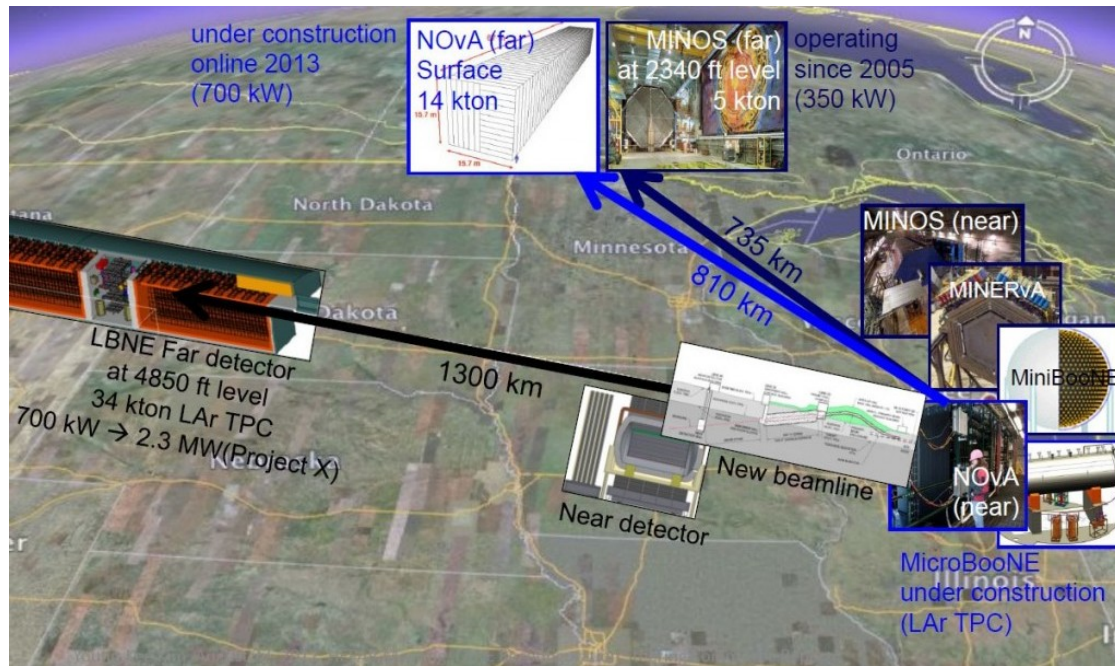 under construction
online 2013
(700 kW)
NOvA (far)
Surface
14 kton
15.7 m
MINOS (far)
at 2340 ft level
5 kton
operating
since 2005
(350 kW)
N
Ontario
North Dakota
Minnesota
735 km
810 km
MINOS (near)
MINERvA
MiniBooNE
NOvA
(near)
Dakota
LBNE Far detector
at 4850 ft level
34 kton LAr TPC
700 kW → 2.3 MW(Project X)
1300 km
New beamline
Near detector
MicroBooNE
under construction
(LAr TPC)
Illinois